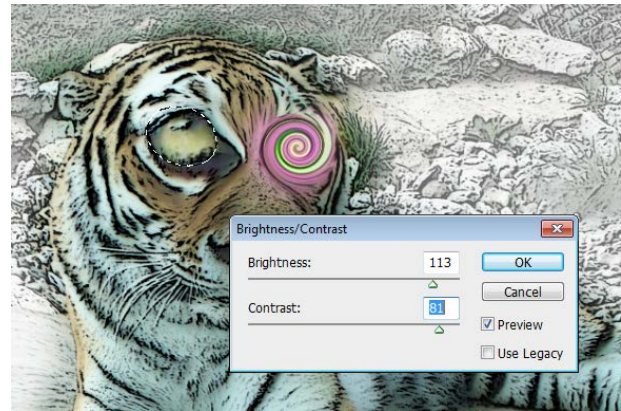 Brightness/Contrast
Brightness: 113
OK
Cancel
Contrast: 81
Preview
Use Legacy